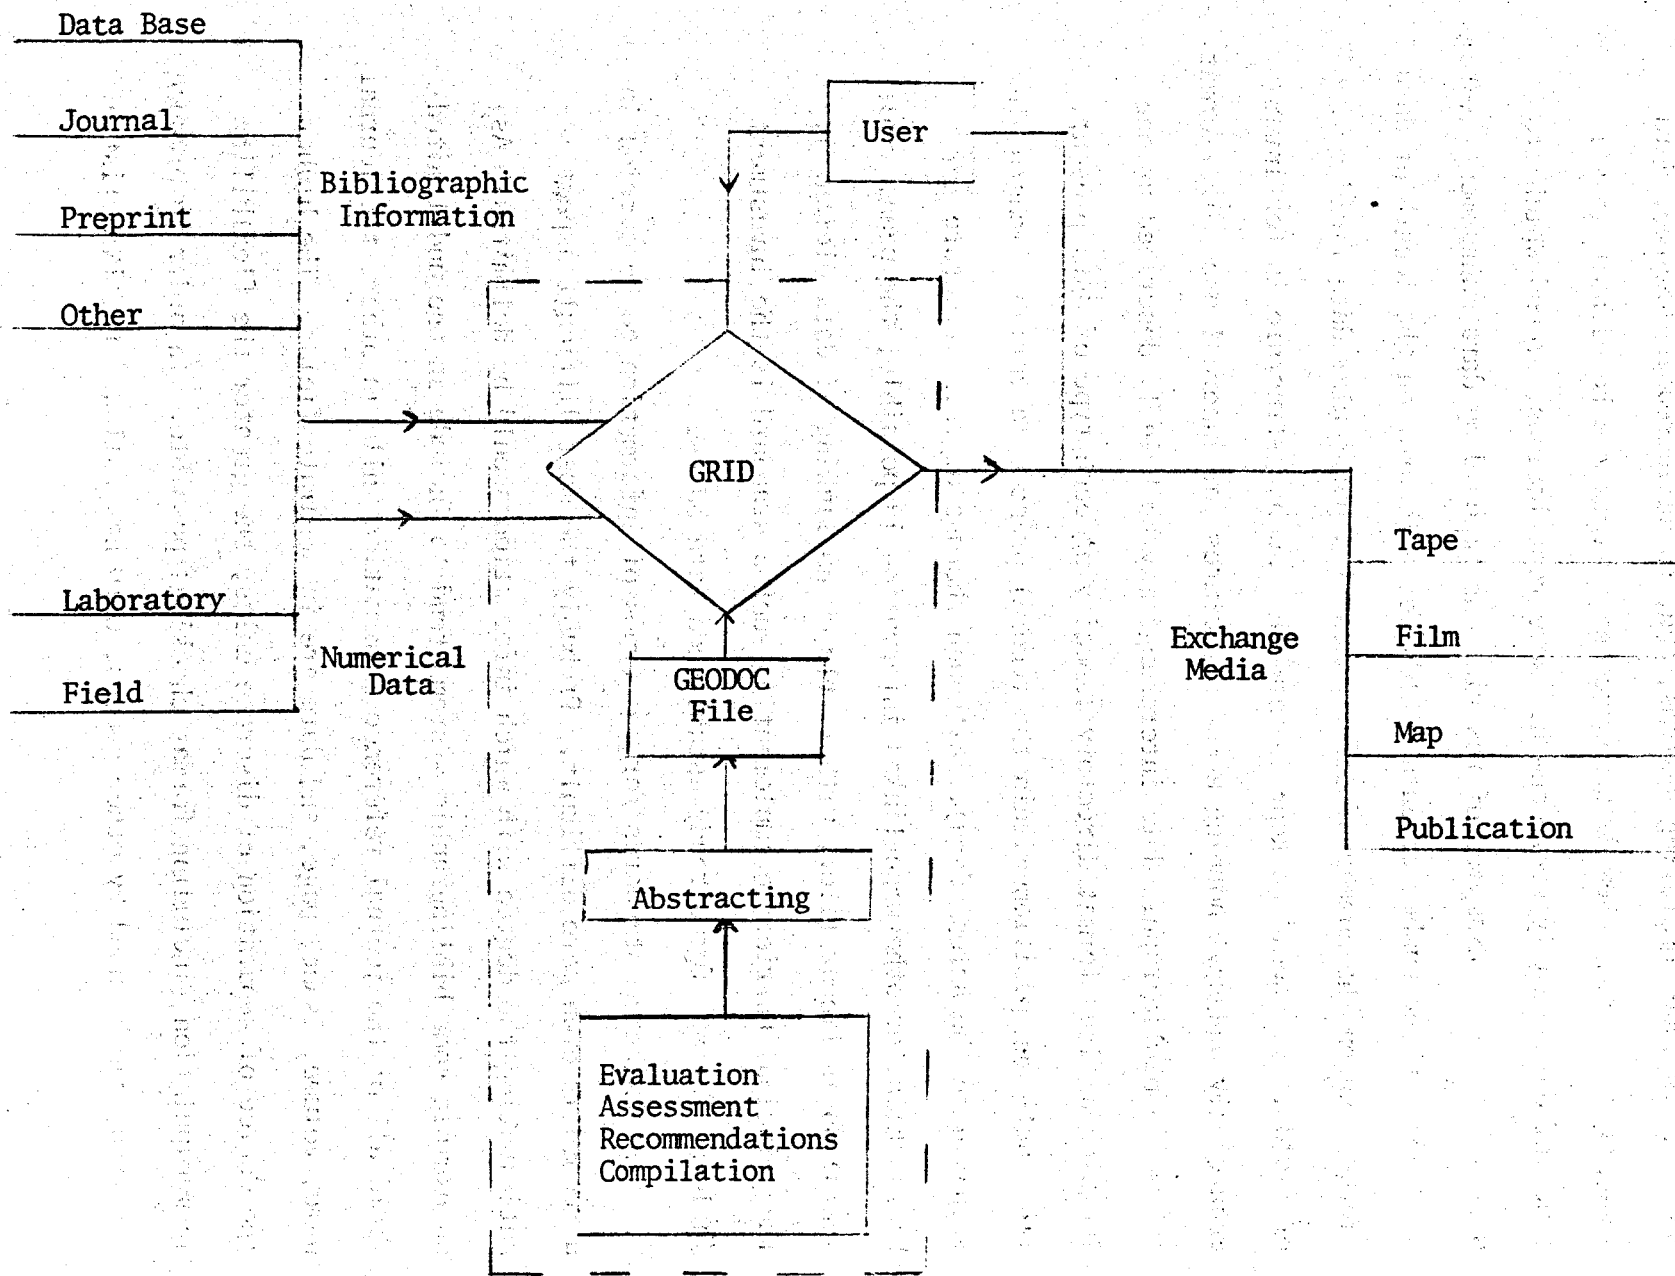 Data Base
Journal
Preprint
Other
Bibliographic
Information
User
GRID
Laboratory
Field
Numerical
Data
GEODOC
File
Abstracting
Evaluation
Assessment
Recommendations
Compilation
Exchange
Media
Tape
Film
Map
Publication